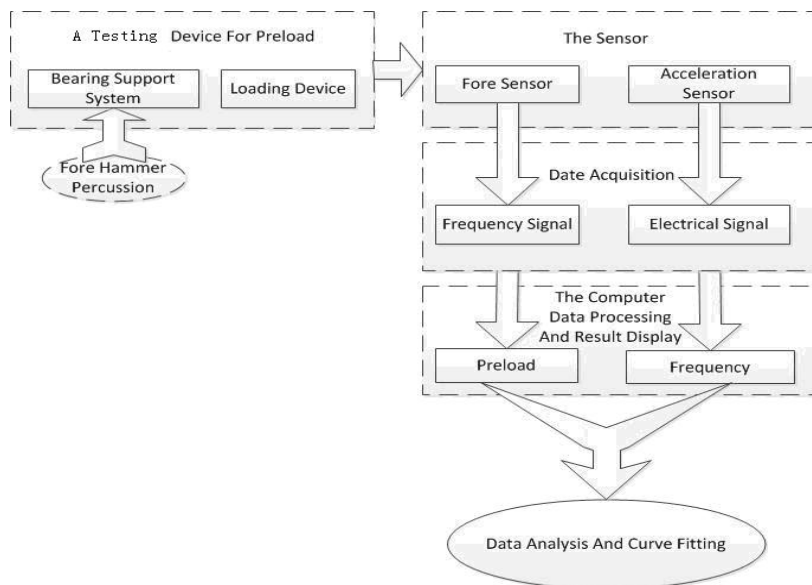 A Testing Device For Preload
Bearing Support
System
Loading Device
Fore Hammer
Percussion
The Sensor
Fore Sensor
Acceleration
Sensor
Date Acquisition
Frequency Signal
Electrical Signal
The Computer
Data Processing
And Result Display
Preload
Frequency
Data Analysis And Curve Fitting